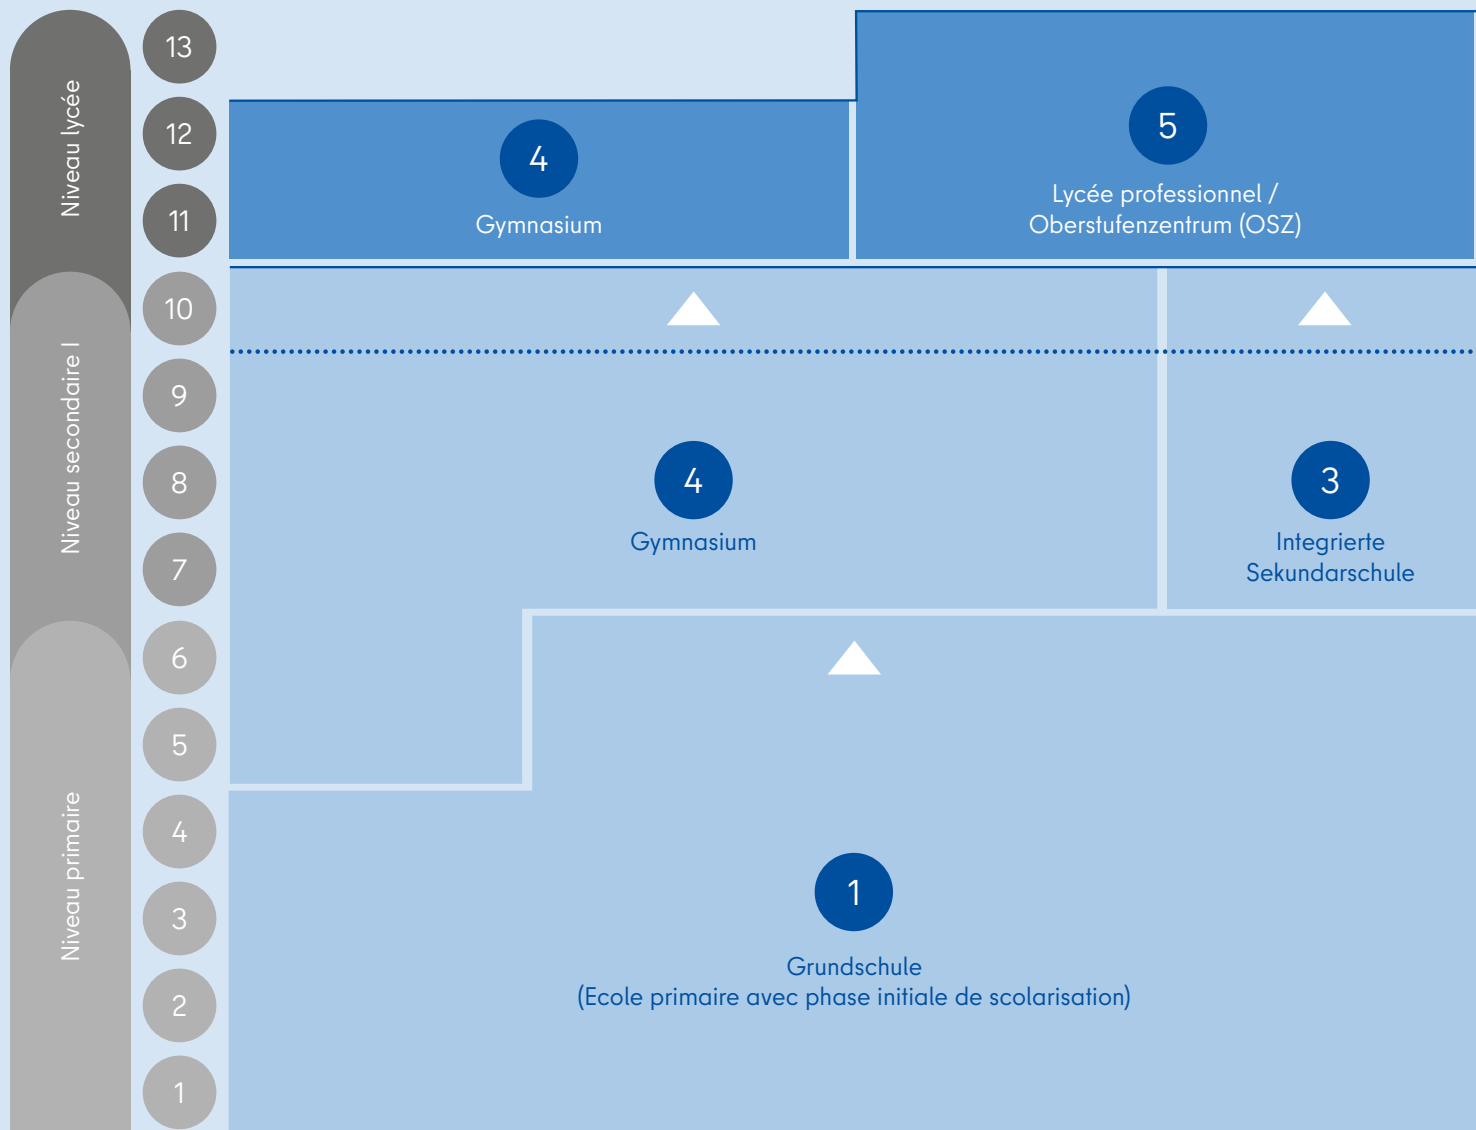 Niveau lycée
Niveau secondaire I
Niveau primaire
13
12
11
10
9
8
7
6
5
4
3
2
1
4
Gymnasium
5
Lycée professionnel /
Oberstufenzentrum (OSZ)
4
Gymnasium
3
Integrierte
Sekundarschule
1
Grundschule
(Ecole primaire avec phase initiale de scolarisation)